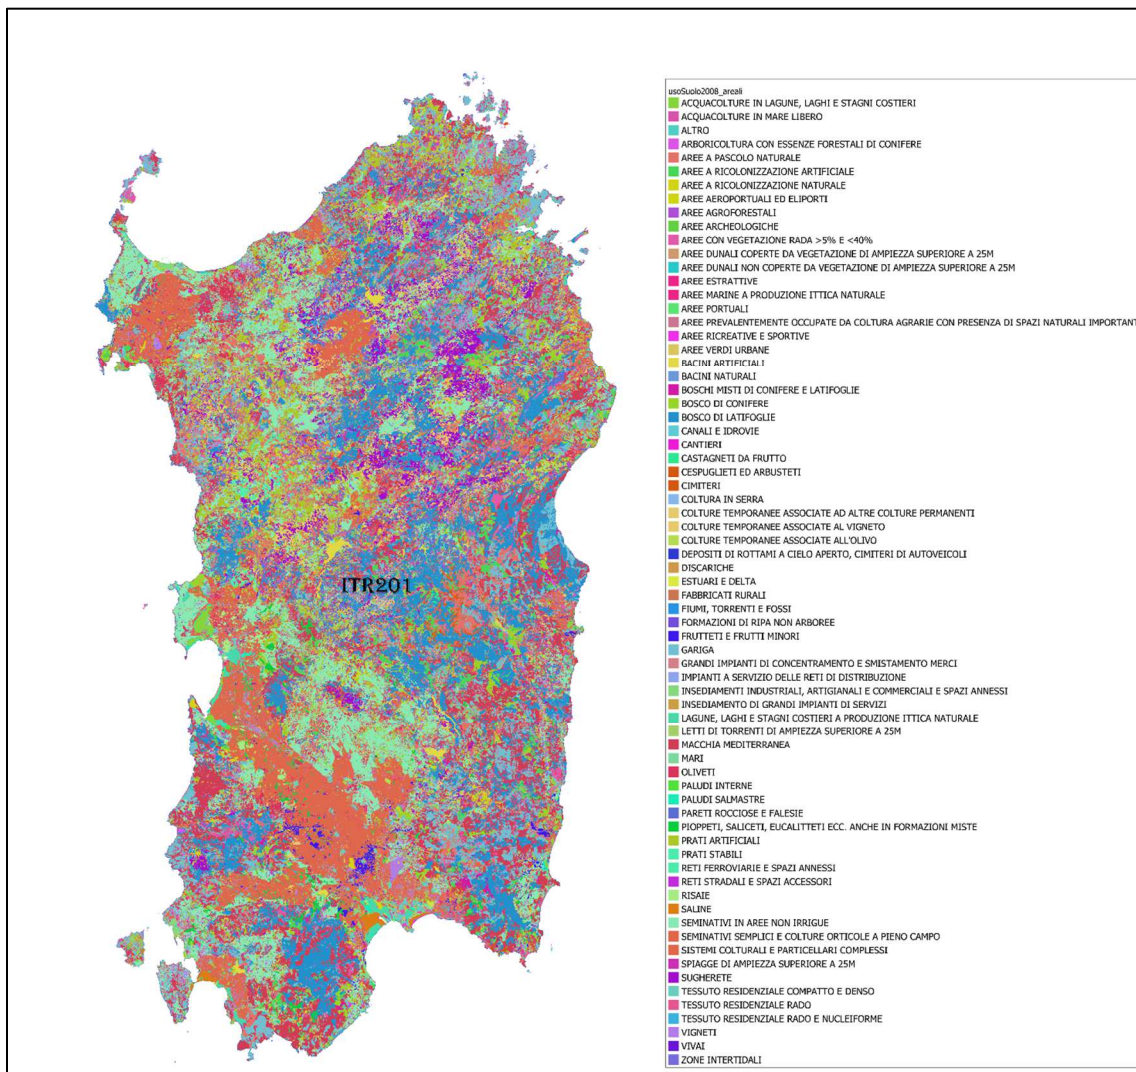 usoSuolo2008_areali
ACQUACOLTURE IN LAGUNE, LAGHI E STAGNI COSTIERI
ACQUACOLTURE IN MARE LIBERO
ALTRO
ARBORICOLTURA CON ESSENZE FORESTALI DI CONIFERE
AREE A PASCOLO NATURALE
AREE A RICOLONIZZAZIONE ARTIFICIALE
AREE A RICOLONIZZAZIONE NATURALE
AREE AEROPORTUALI ED ELIPORTI
AREE AGROFORESTALI
AREE ARCHEOLOGICHE
AREE CON VEGETAZIONE RADA >5% E <40%
AREE DUNALI COPERTE DA VEGETAZIONE DI AMPIEZZA SUPERIORE A 25M
AREE DUNALI NON COPERTE DA VEGETAZIONE DI AMPIEZZA SUPERIORE A 25M
AREE ESTRATTIVE
AREE MARINE A PRODUZIONE ITTICA NATURALE
AREE PORTUALI
AREE PREVALENTEMENTE OCCUPATE DA COLTURA AGRARIE CON PRESENZA DI SPAZI NATURALI IMPORTANT
AREE RICREATIVE E SPORTIVE
AREE VERDI URBANE
BACINI ARTIFICIALI
BACINI NATURALI
BOSCHI MISTI DI CONIFERE E LATIFOGLIE
BOSCO DI CONIFERE
BOSCO DI LATIFOGLIE
CANALI E IDROVIE
CANTIERI
CASTAGNETI DA FRUTTO
CESPUGLIETI ED ARBUSTETI
CIMITERI
COLTURA IN SERRA
COLTURE TEMPORANEE ASSOCIATE AD ALTRE COLTURE PERMANENTI
COLTURE TEMPORANEE ASSOCIATE AL VIGNETO
COLTURE TEMPORANEE ASSOCIATE ALL'OLIVO
DEPOSITI DI ROTTAMI A CIELO APERTO, CIMITERI DI AUTOVEICOLI
DISCARICHE
ESTUARI E DELTA
FABBRICATI RURALI
FIUMI, TORRENTI E FOSSI
FORMAZIONI DI RIPA NON ARBOREE
FRUTTETI E FRUTTI MINORI
GARIGA
GRANDI IMPIANTI DI CONCENTRAMENTO E SMISTAMENTO MERCI
IMPIANTI A SERVIZIO DELLE RETI DI DISTRIBUZIONE
INSEDIAMENTI INDUSTRIALI, ARTIGIANALI E COMMERCIALI E SPAZI ANNESSI
INSEDIAMENTO DI GRANDI IMPIANTI DI SERVIZI
LAGUNE, LAGHI E STAGNI COSTIERI A PRODUZIONE ITTICA NATURALE
LETTI DI TORRENTI DI AMPIEZZA SUPERIORE A 25M
MACCHIA MEDITERRANEA
MARI
OLIVETI
PALUDI INTERNE
PALUDI SALMASTRE
PARETI ROCCIOSE E FALESIE
PIOPPETI, SALICETI, EUCALITTETI ECC. ANCHE IN FORMAZIONI MISTE
PRATI ARTIFICIALI
PRATI STABILI
RETI FERROVIARIE E SPAZI ANNESSI
RETI STRADALI E SPAZI ACCESSORI
RISAIE
SALINE
SEMINATIVI IN AREE NON IRRIGUE
SEMINATIVI SEMPLICI E COLTURE ORTICOLE A PIENO CAMPO
SISTEMI COLTURALI E PARTICELLARI COMPLESSI
SPIAGGE DI AMPIEZZA SUPERIORE A 25M
SUGHERETE
TESSUTO RESIDENZIALE COMPATTO E DENSO
TESSUTO RESIDENZIALE RADO
TESSUTO RESIDENZIALE RADO E NUCLEIFORME
VIGNETI
VIVAI
ZONE INTERTIDALI
ITR201